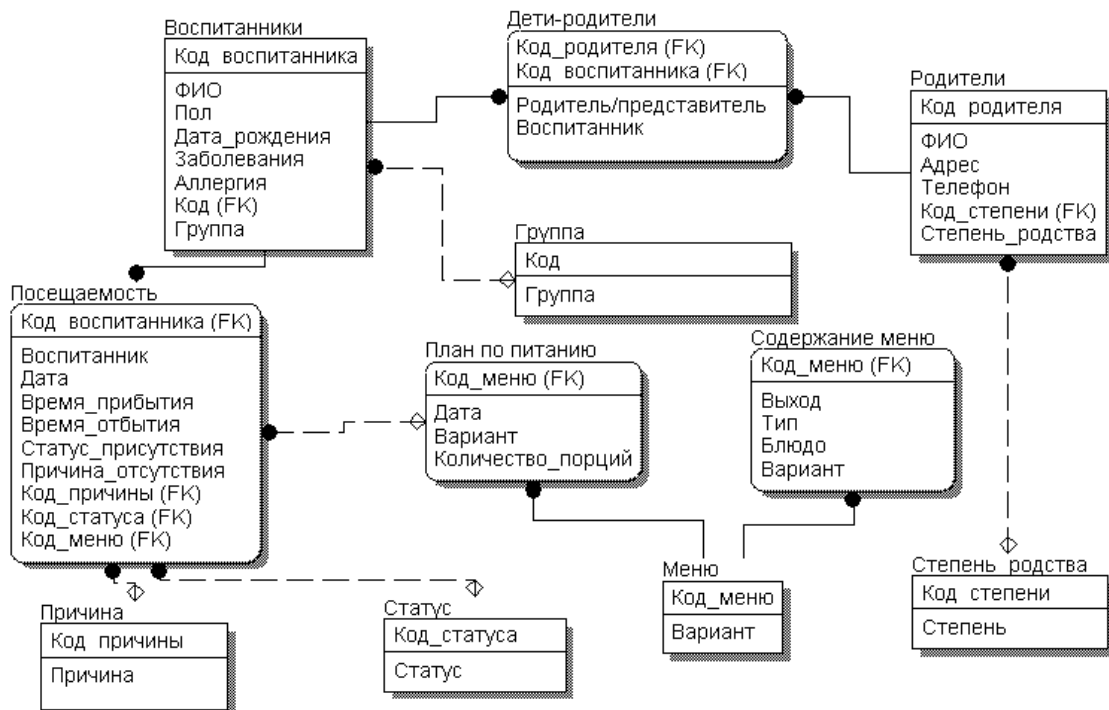 Воспитанники
Код_воспитанника
ФИО
Пол
Дата_рождения
Заболевания
Аллергия
Код (FK)
Группа
Дети-родители
Код_родителя (FK)
Код_воспитанника (FK)
Родитель/представитель
Воспитанник
Родители
Код_родителя
ФИО
Адрес
Телефон
Код_степени (FK)
Степень_родства
Группа
Код
Группа
Посещаемость
Код_воспитанника (FK)
Воспитанник
Дата
Время_прибытия
Время_отбытия
Статус_присутствия
Причина_отсутствия
Код_причины (FK)
Код_статуса (FK)
Код_меню (FK)
План по питанию
Код_меню (FK)
Дата
Вариант
Количество_порций
Содержание меню
Код_меню (FK)
Выход
Тип
Блюдо
Вариант
Причина
Код_причины
Причина
Статус
Код_статуса
Статус
Меню
Код_меню
Вариант
Степень_родства
Код_степени
Степень